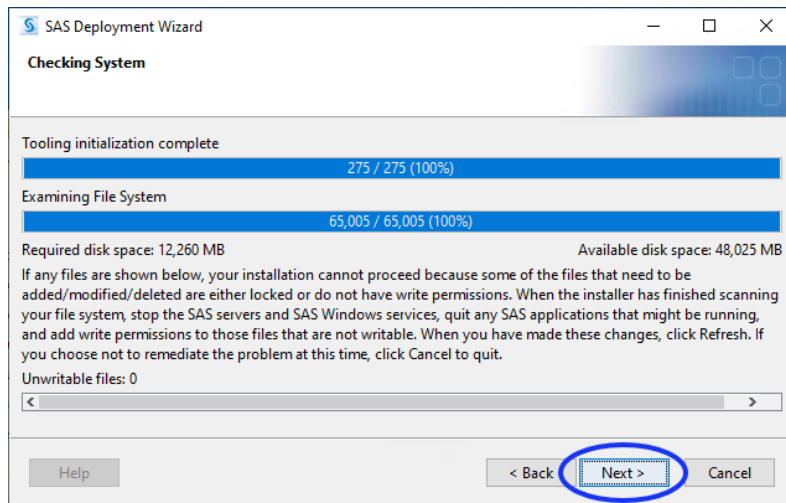 SAS Deployment Wizard
Checking System
Tooling initialization complete
275 / 275 (100%)
Examining File System
65,005 / 65,005 (100%)
Required disk space: 12,260 MB Available disk space: 48,025 MB
If any files are shown below, your installation cannot proceed because some of the files that need to be
added/modified/deleted are either locked or do not have write permissions. When the installer has finished scanning
your file system, stop the SAS servers and SAS Windows services, quit any SAS applications that might be running,
and add write permissions to those files that are not writable. When you have made these changes, click Refresh. If
you choose not to remediate the problem at this time, click Cancel to quit.
Unwritable files: 0
Help < Back Next > Cancel